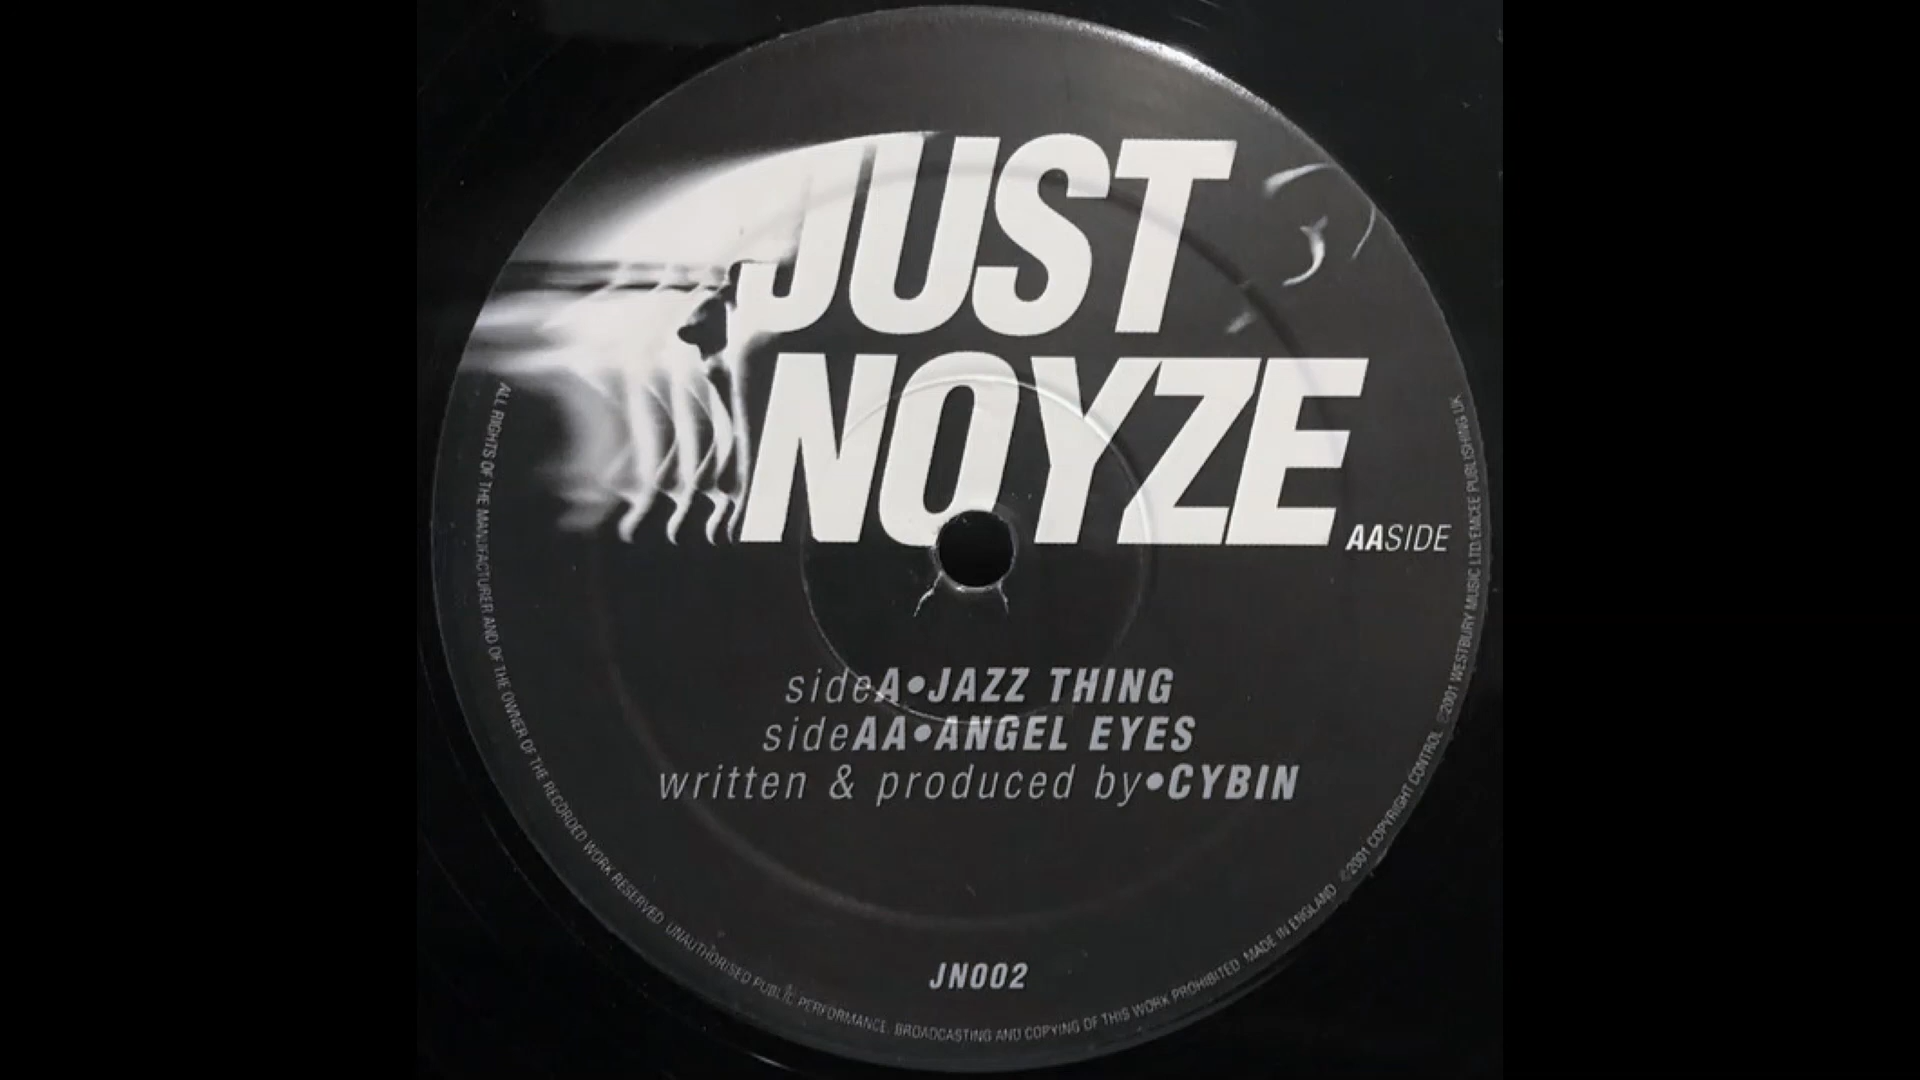 JUST
NOYZE
AASIDE
sideA•JAZZ THING
sideAA•ANGEL EYES
written & produced by•CYBIN
JN002
ALL RIGHTS OF THE MANUFACTURER AND OF THE OWNER OF THE RECORDED WORK RESERVED. UNAUTHORISED PUBLIC PERFORMANCE, BROADCASTING AND COPYING OF THIS WORK PROHIBITED. MADE IN ENGLAND. ©2001 COPYRIGHT CONTROL. ℗2001 WESTBURY MUSIC LTD/EMCEE PUBLISHING UK